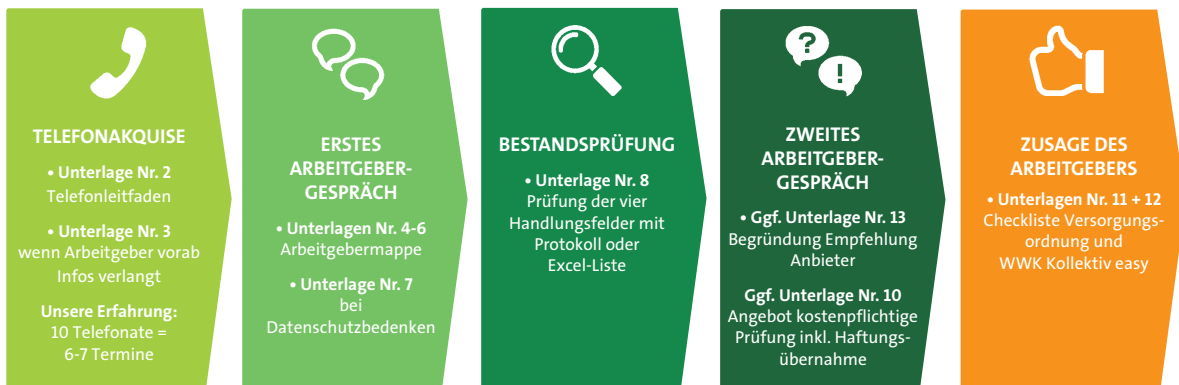 TELEFONAKQUISE
• Unterlage Nr. 2
Telefonleitfaden
• Unterlage Nr. 3
wenn Arbeitgeber vorab
Infos verlangt
Unsere Erfahrung:
10 Telefonate =
6-7 Termine
ERSTES
ARBEITGEBER-
GESPRÄCH
• Unterlagen Nr. 4-6
Arbeitgebermappe
• Unterlage Nr. 7
bei
Datenschutzbedenken
BESTANDSPRÜFUNG
• Unterlage Nr. 8
Prüfung der vier
Handlungsfelder mit
Protokoll oder
Excel-Liste
?
!
ZWEITES
ARBEITGEBER-
GESPRÄCH
• Ggf. Unterlage Nr. 13
Begründung Empfehlung
Anbieter
Ggf. Unterlage Nr. 10
Angebot kostenpflichtige
Prüfung inkl. Haftungs-
übernahme
ZUSAGE DES
ARBEITGEBERS
• Unterlagen Nr. 11 + 12
Checkliste Versorgungs-
ordnung und
WWK Kollektiv easy